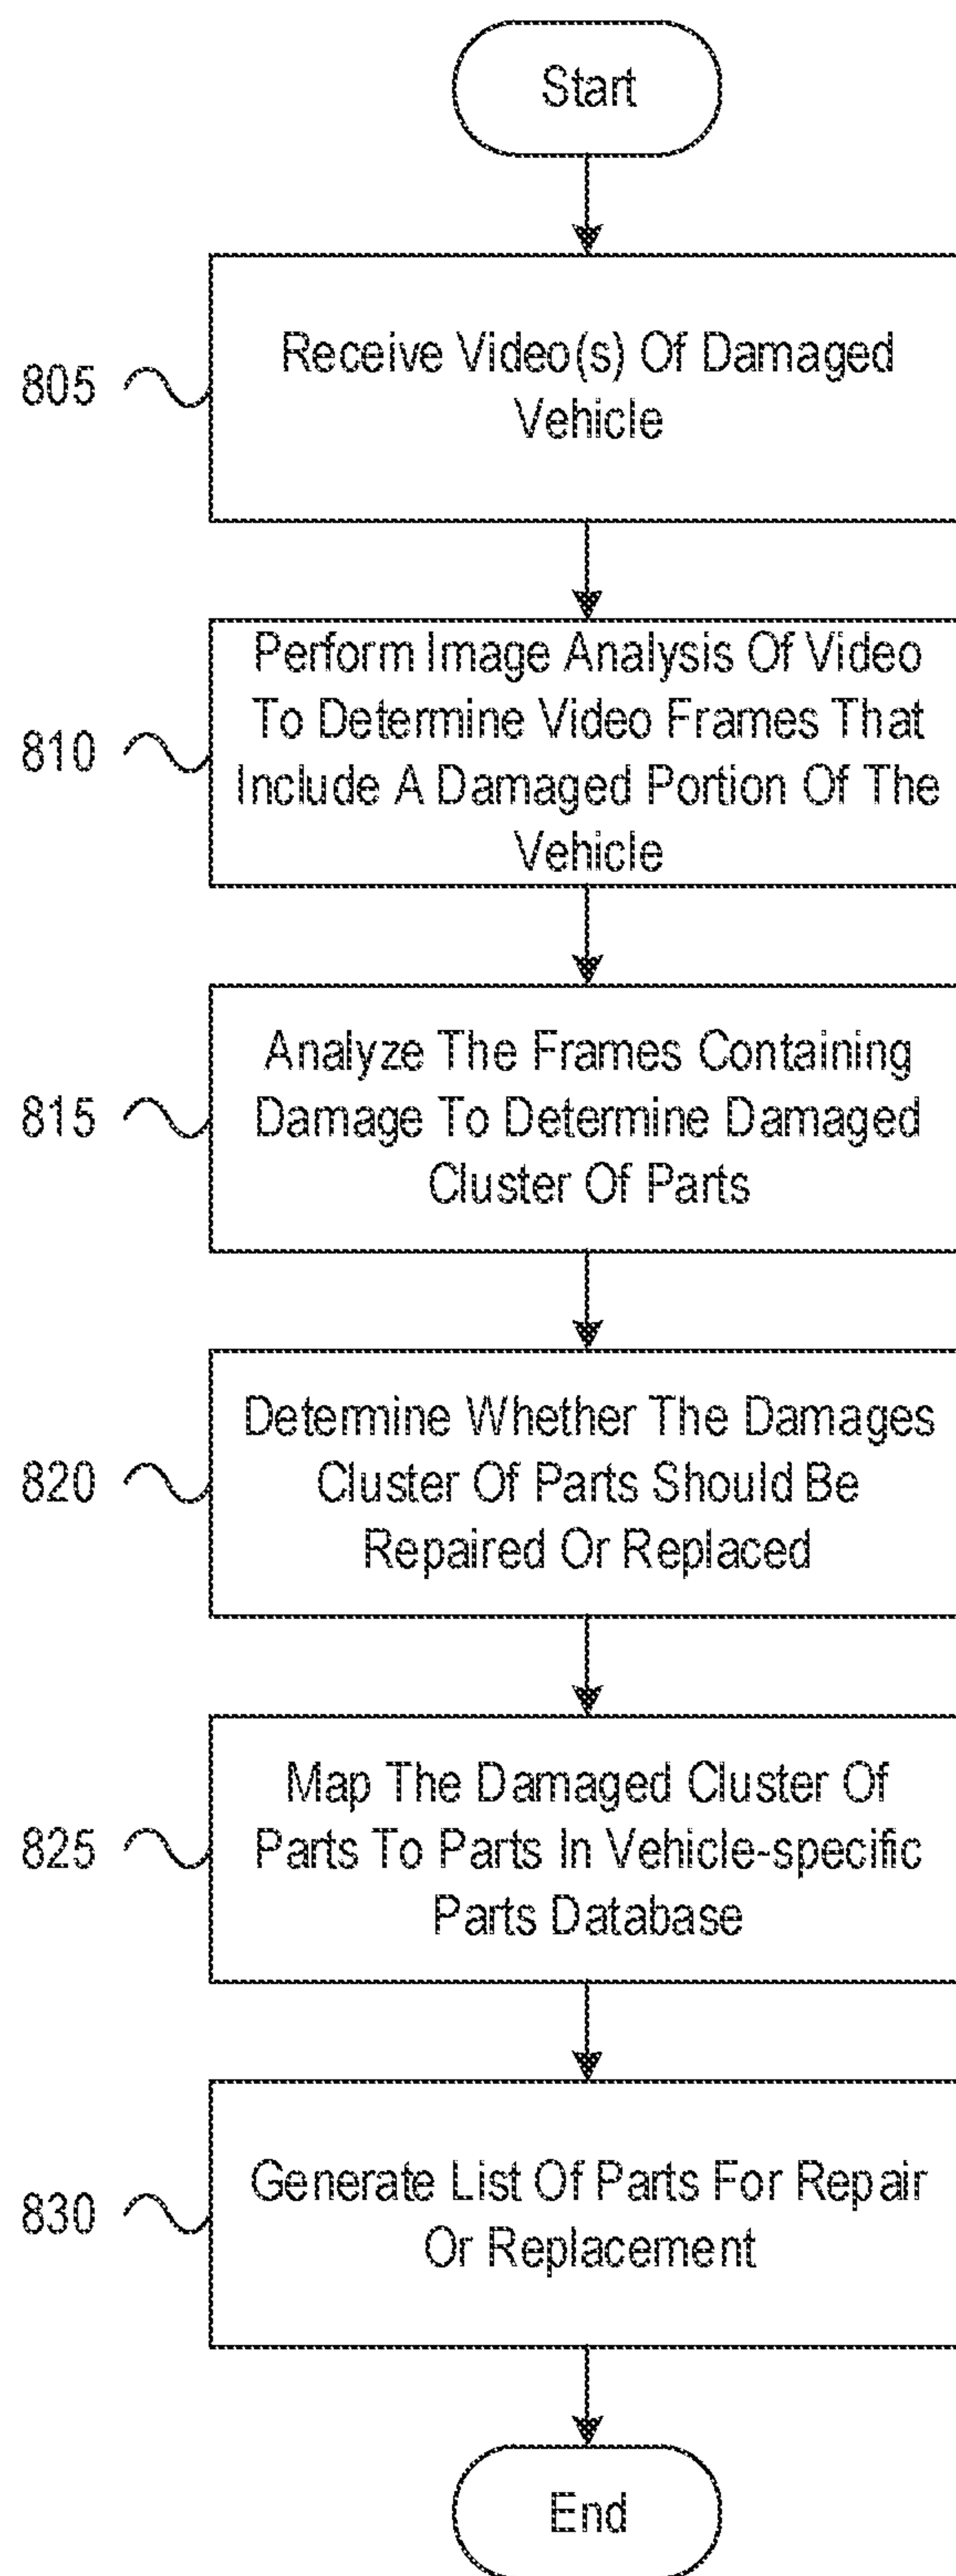 Start
805
Receive Video(s) Of Damaged
Vehicle
810
Perform Image Analysis Of Video
To Determine Video Frames That
Include A Damaged Portion Of The
Vehicle
815
Analyze The Frames Containing
Damage To Determine Damaged
Cluster Of Parts
820
Determine Whether The Damages
Cluster Of Parts Should Be
Repaired Or Replaced
825
Map The Damaged Cluster Of
Parts To Parts In Vehicle-specific
Parts Database
830
Generate List Of Parts For Repair
Or Replacement
End